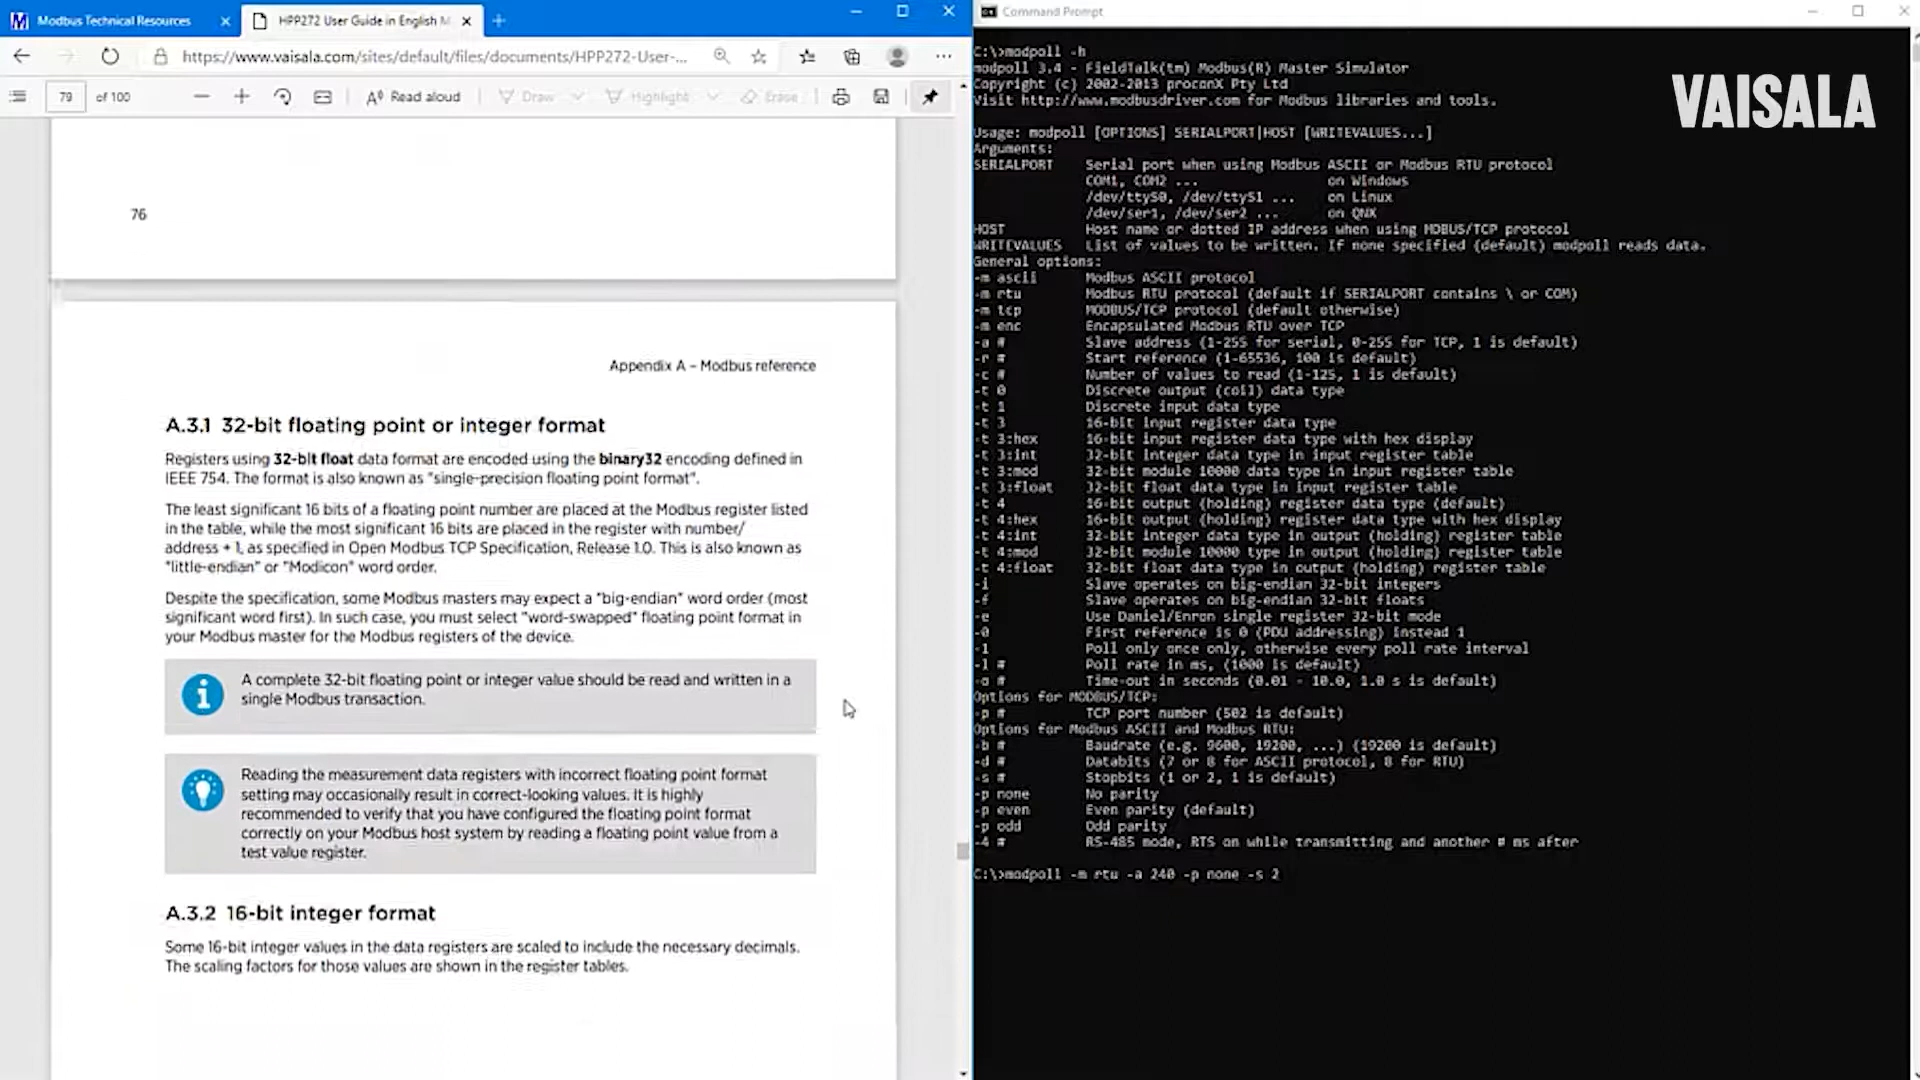 Modbus Technical Resources
HPP272 User Guide in English M
https://www.vaisala.com/sites/default/files/documents/HPP272-User-...
79 of 100
Read aloud
Draw
Highlight
Erase
76
Appendix A – Modbus reference
A.3.1 32-bit floating point or integer format
Registers using 32-bit float data format are encoded using the binary32 encoding defined in
IEEE 754. The format is also known as "single-precision floating point format".
The least significant 16 bits of a floating point number are placed at the Modbus register listed
in the table, while the most significant 16 bits are placed in the register with number/
address + 1, as specified in Open Modbus TCP Specification, Release 1.0. This is also known as
"little-endian" or "Modicon" word order.
Despite the specification, some Modbus masters may expect a "big-endian" word order (most
significant word first). In such case, you must select "word-swapped" floating point format in
your Modbus master for the Modbus registers of the device.
A complete 32-bit floating point or integer value should be read and written in a
single Modbus transaction.
Reading the measurement data registers with incorrect floating point format
setting may occasionally result in correct-looking values. It is highly
recommended to verify that you have configured the floating point format
correctly on your Modbus host system by reading a floating point value from a
test value register.
A.3.2 16-bit integer format
Some 16-bit integer values in the data registers are scaled to include the necessary decimals.
The scaling factors for those values are shown in the register tables.
Command Prompt
VAISALA
C:\>modpoll -h
modpoll 3.4 - FieldTalk(tm) Modbus(R) Master Simulator
Copyright (c) 2002-2013 proconX Pty Ltd
Visit http://www.modbusdriver.com for Modbus libraries and tools.
Usage: modpoll [OPTIONS] SERIALPORT|HOST [WRITEVALUES...]
Arguments:
SERIALPORT Serial port when using Modbus ASCII or Modbus RTU protocol
COM1, COM2 ... on Windows
/dev/ttyS0, /dev/ttyS1 ... on Linux
/dev/ser1, /dev/ser2 ... on QNX
HOST Host name or dotted IP address when using MODBUS/TCP protocol
WRITEVALUES List of values to be written. If none specified (default) modpoll reads data.
General options:
-m ascii Modbus ASCII protocol
-m rtu Modbus RTU protocol (default if SERIALPORT contains \ or COM)
-m tcp MODBUS/TCP protocol (default otherwise)
-m enc Encapsulated Modbus RTU over TCP
-a # Slave address (1-255 for serial, 0-255 for TCP, 1 is default)
-r # Start reference (1-65536, 100 is default)
-c # Number of values to read (1-125, 1 is default)
-t 0 Discrete output (coil) data type
-t 1 Discrete input data type
-t 3 16-bit input register data type
-t 3:hex 16-bit input register data type with hex display
-t 3:int 32-bit integer data type in input register table
-t 3:mod 32-bit module 10000 data type in input register table
-t 3:float 32-bit float data type in input register table
-t 4 16-bit output (holding) register data type (default)
-t 4:hex 16-bit output (holding) register data type with hex display
-t 4:int 32-bit integer data type in output (holding) register table
-t 4:mod 32-bit module 10000 type in output (holding) register table
-t 4:float 32-bit float data type in output (holding) register table
-i Slave operates on big-endian 32-bit integers
-f Slave operates on big-endian 32-bit floats
-e Use Daniel/Enron single register 32-bit mode
-0 First reference is 0 (PDU addressing) instead 1
-1 Poll only once only, otherwise every poll rate interval
-l # Poll rate in ms, (1000 is default)
-o # Time-out in seconds (0.01 - 10.0, 1.0 s is default)
Options for MODBUS/TCP:
-p # TCP port number (502 is default)
Options for Modbus ASCII and Modbus RTU:
-b # Baudrate (e.g. 9600, 19200, ...) (19200 is default)
-d # Databits (7 or 8 for ASCII protocol, 8 for RTU)
-s # Stopbits (1 or 2, 1 is default)
-p none No parity
-p even Even parity (default)
-p odd Odd parity
-4 # RS-485 mode, RTS on while transmitting and another # ms after
C:\>modpoll -m rtu -a 240 -p none -s 2